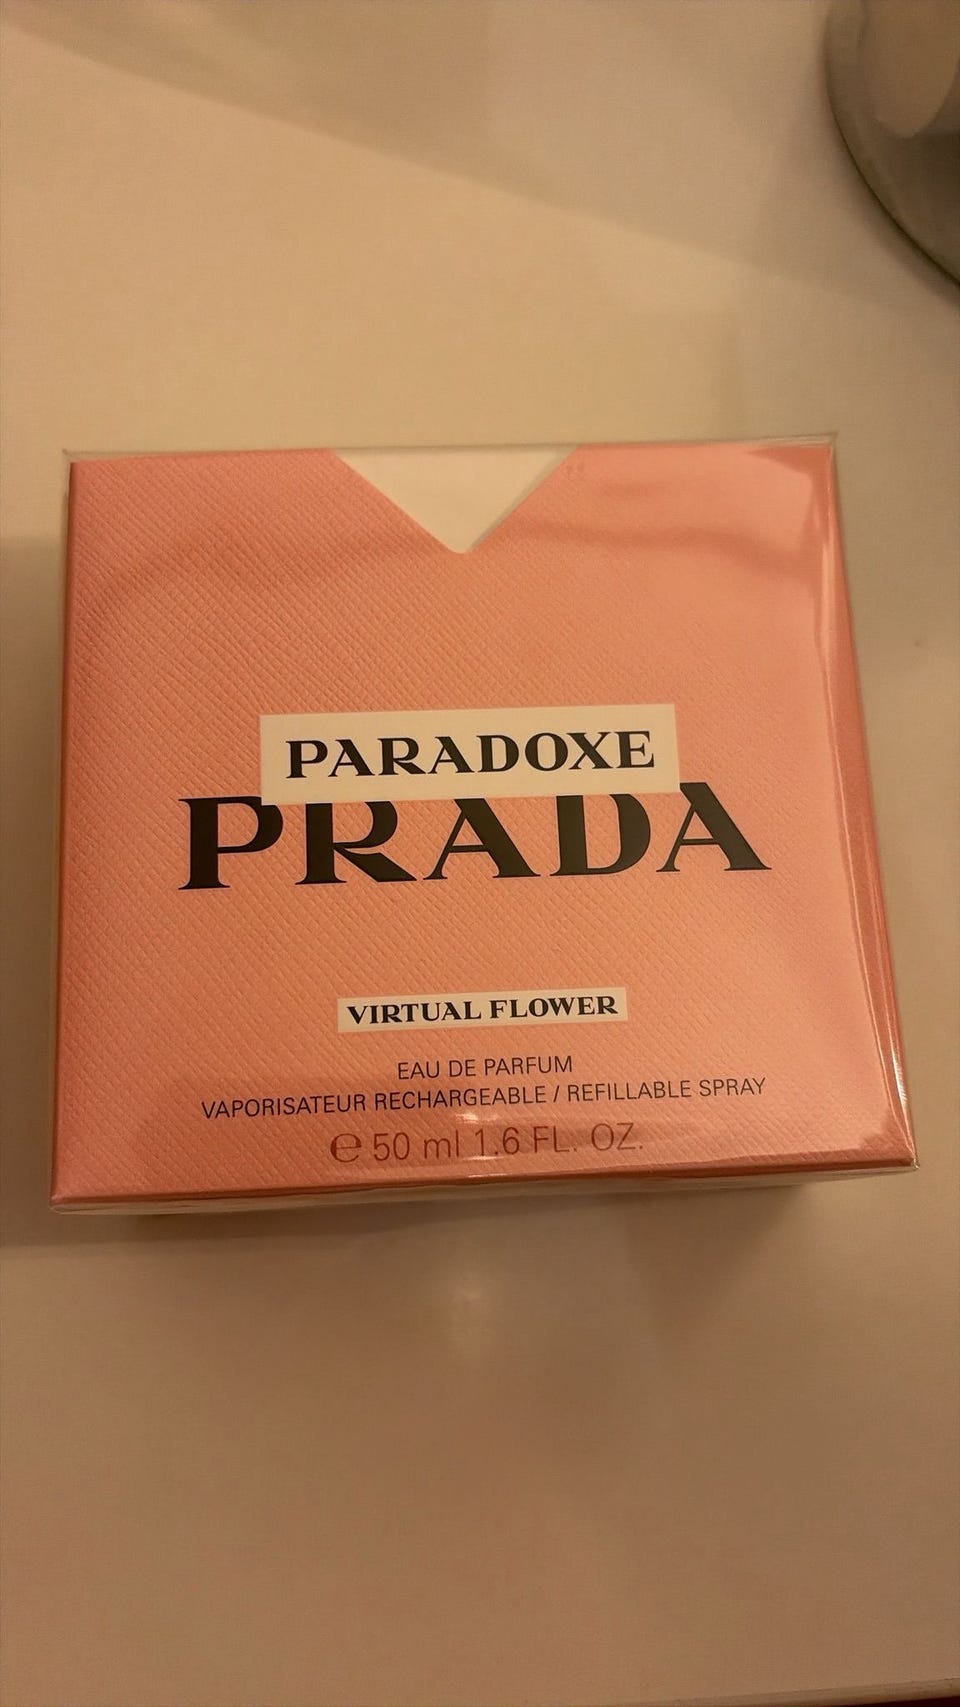 PARADOXE
PRADA
VIRTUAL FLOWER
EAU DE PARFUM
VAPORISATEUR RECHARGEABLE / REFILLABLE SPRAY
℮ 50 ml 1.6 FL. OZ.